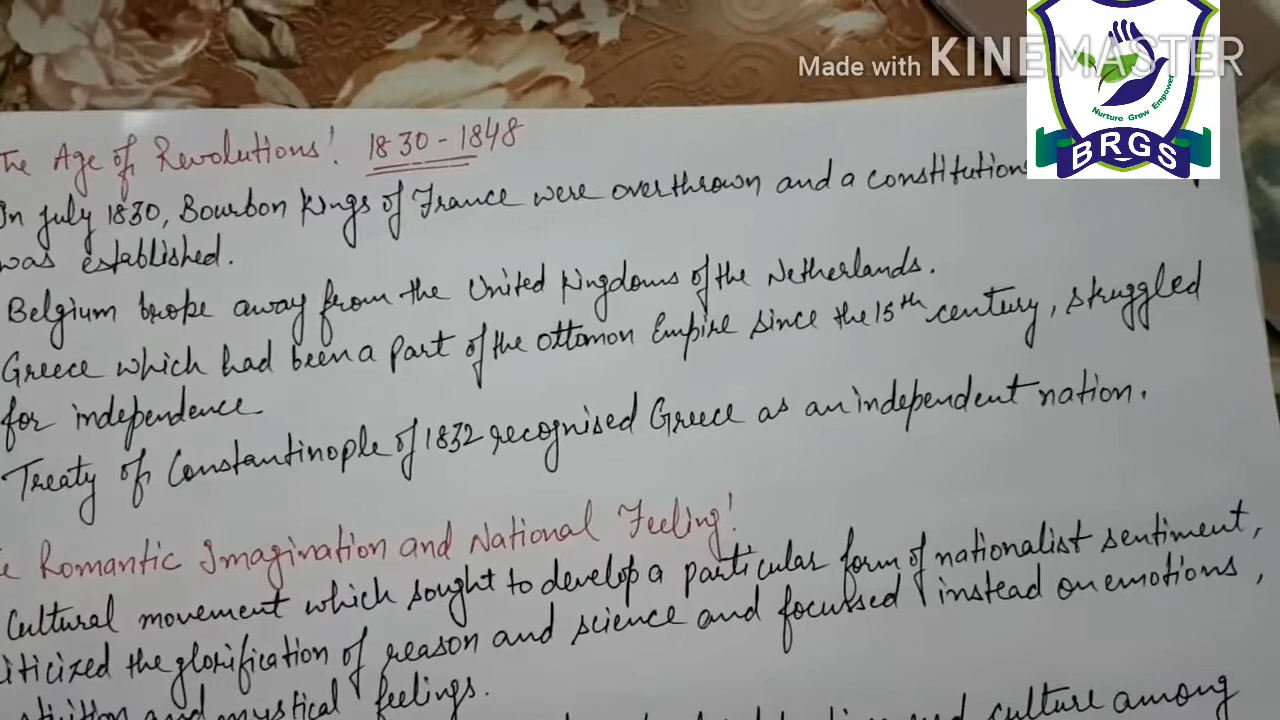 Made with KINEMASTER
Nurture Grow Empower
BRGS
The Age of Revolutions: 1830-1848
In July 1830, Bourbon Kings of France were overthrown and a constitution
was established.
Belgium broke away from the United Kingdoms of the Netherlands.
Greece which had been a part of the Ottomon Empire since the 15th century, struggled
for independence.
Treaty of Constantinople of 1832 recognised Greece as an independent nation.
Romantic Imagination and National Feeling:
Cultural movement which sought to develop a particular form of nationalist sentiment,
iticized the glorification of reason and science and focussed instead on emotions,
and mystical feelings.
and culture among